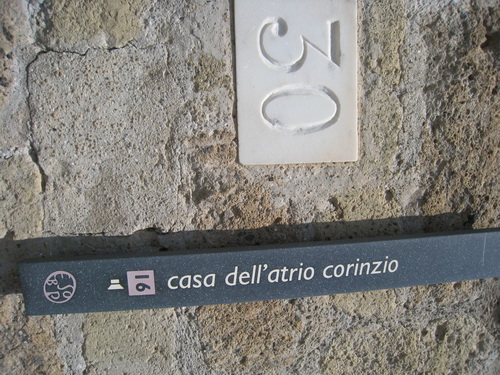 30
casa dell'atrio corinzio